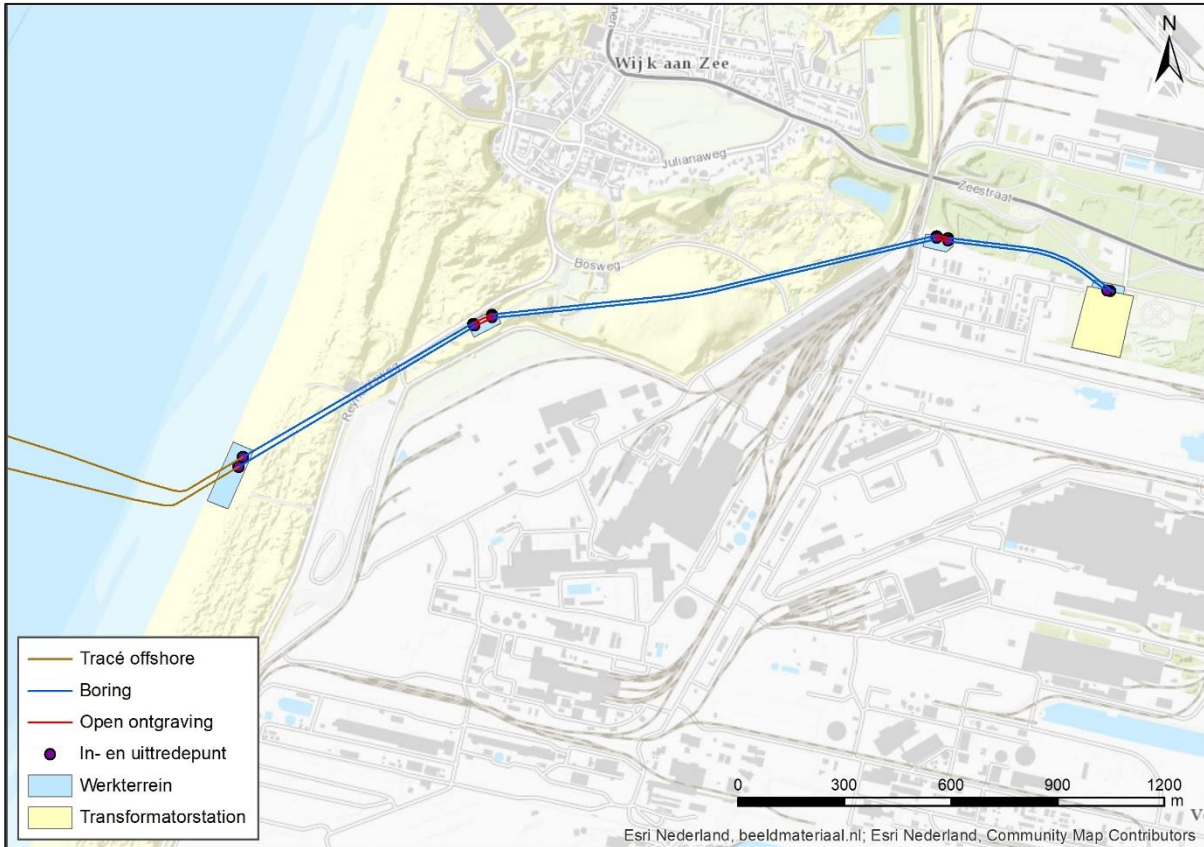 N
nen
Wijk aan Zee
Julianaweg
Zeestraat
Bosweg
Tracé offshore
Boring
Open ontgraving
In- en uittredepunt
Werkterrein
Transformatorstation
0 300 600 900 1200
m
V
Esri Nederland, beeldmateriaal.nl; Esri Nederland, Community Map Contributors